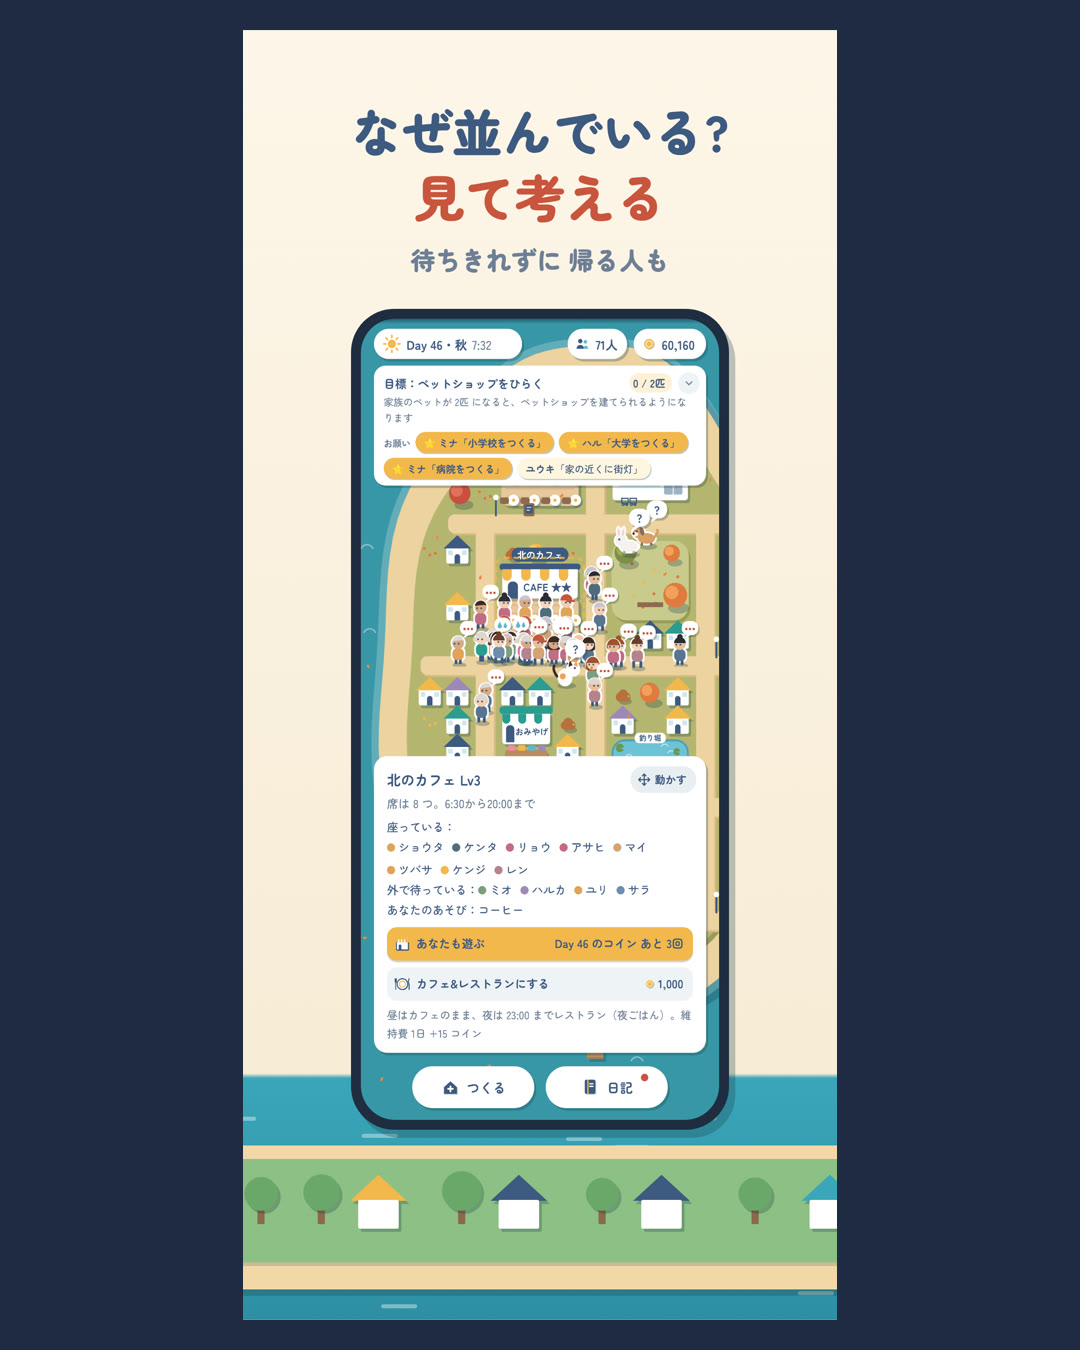 なぜ並んでいる?
見て考える
待ちきれずに 帰る人も
Day 46・秋 7:32
71人
60,160
目標：ペットショップをひらく
0 / 2匹
家族のペットが 2匹 になると、ペットショップを建てられるようにな
ります
お願い
ミナ「小学校をつくる」
ハル「大学をつくる」
ミナ「病院をつくる」
ユウキ「家の近くに街灯」
? ?
北のカフェ
CAFE ★★
?
おみやげ
釣り堀
北のカフェ Lv3
動かす
席は 8 つ。6:30から20:00まで
座っている：
ショウタ ケンタ リョウ アサヒ マイ
ツバサ ケンジ レン
外で待っている： ミオ ハルカ ユリ サラ
あなたのあそび：コーヒー
あなたも遊ぶ
Day 46 のコイン あと 3回
カフェ&レストランにする
1,000
昼はカフェのまま、夜は 23:00 までレストラン（夜ごはん）。維
持費 1日 +15 コイン
つくる
日記